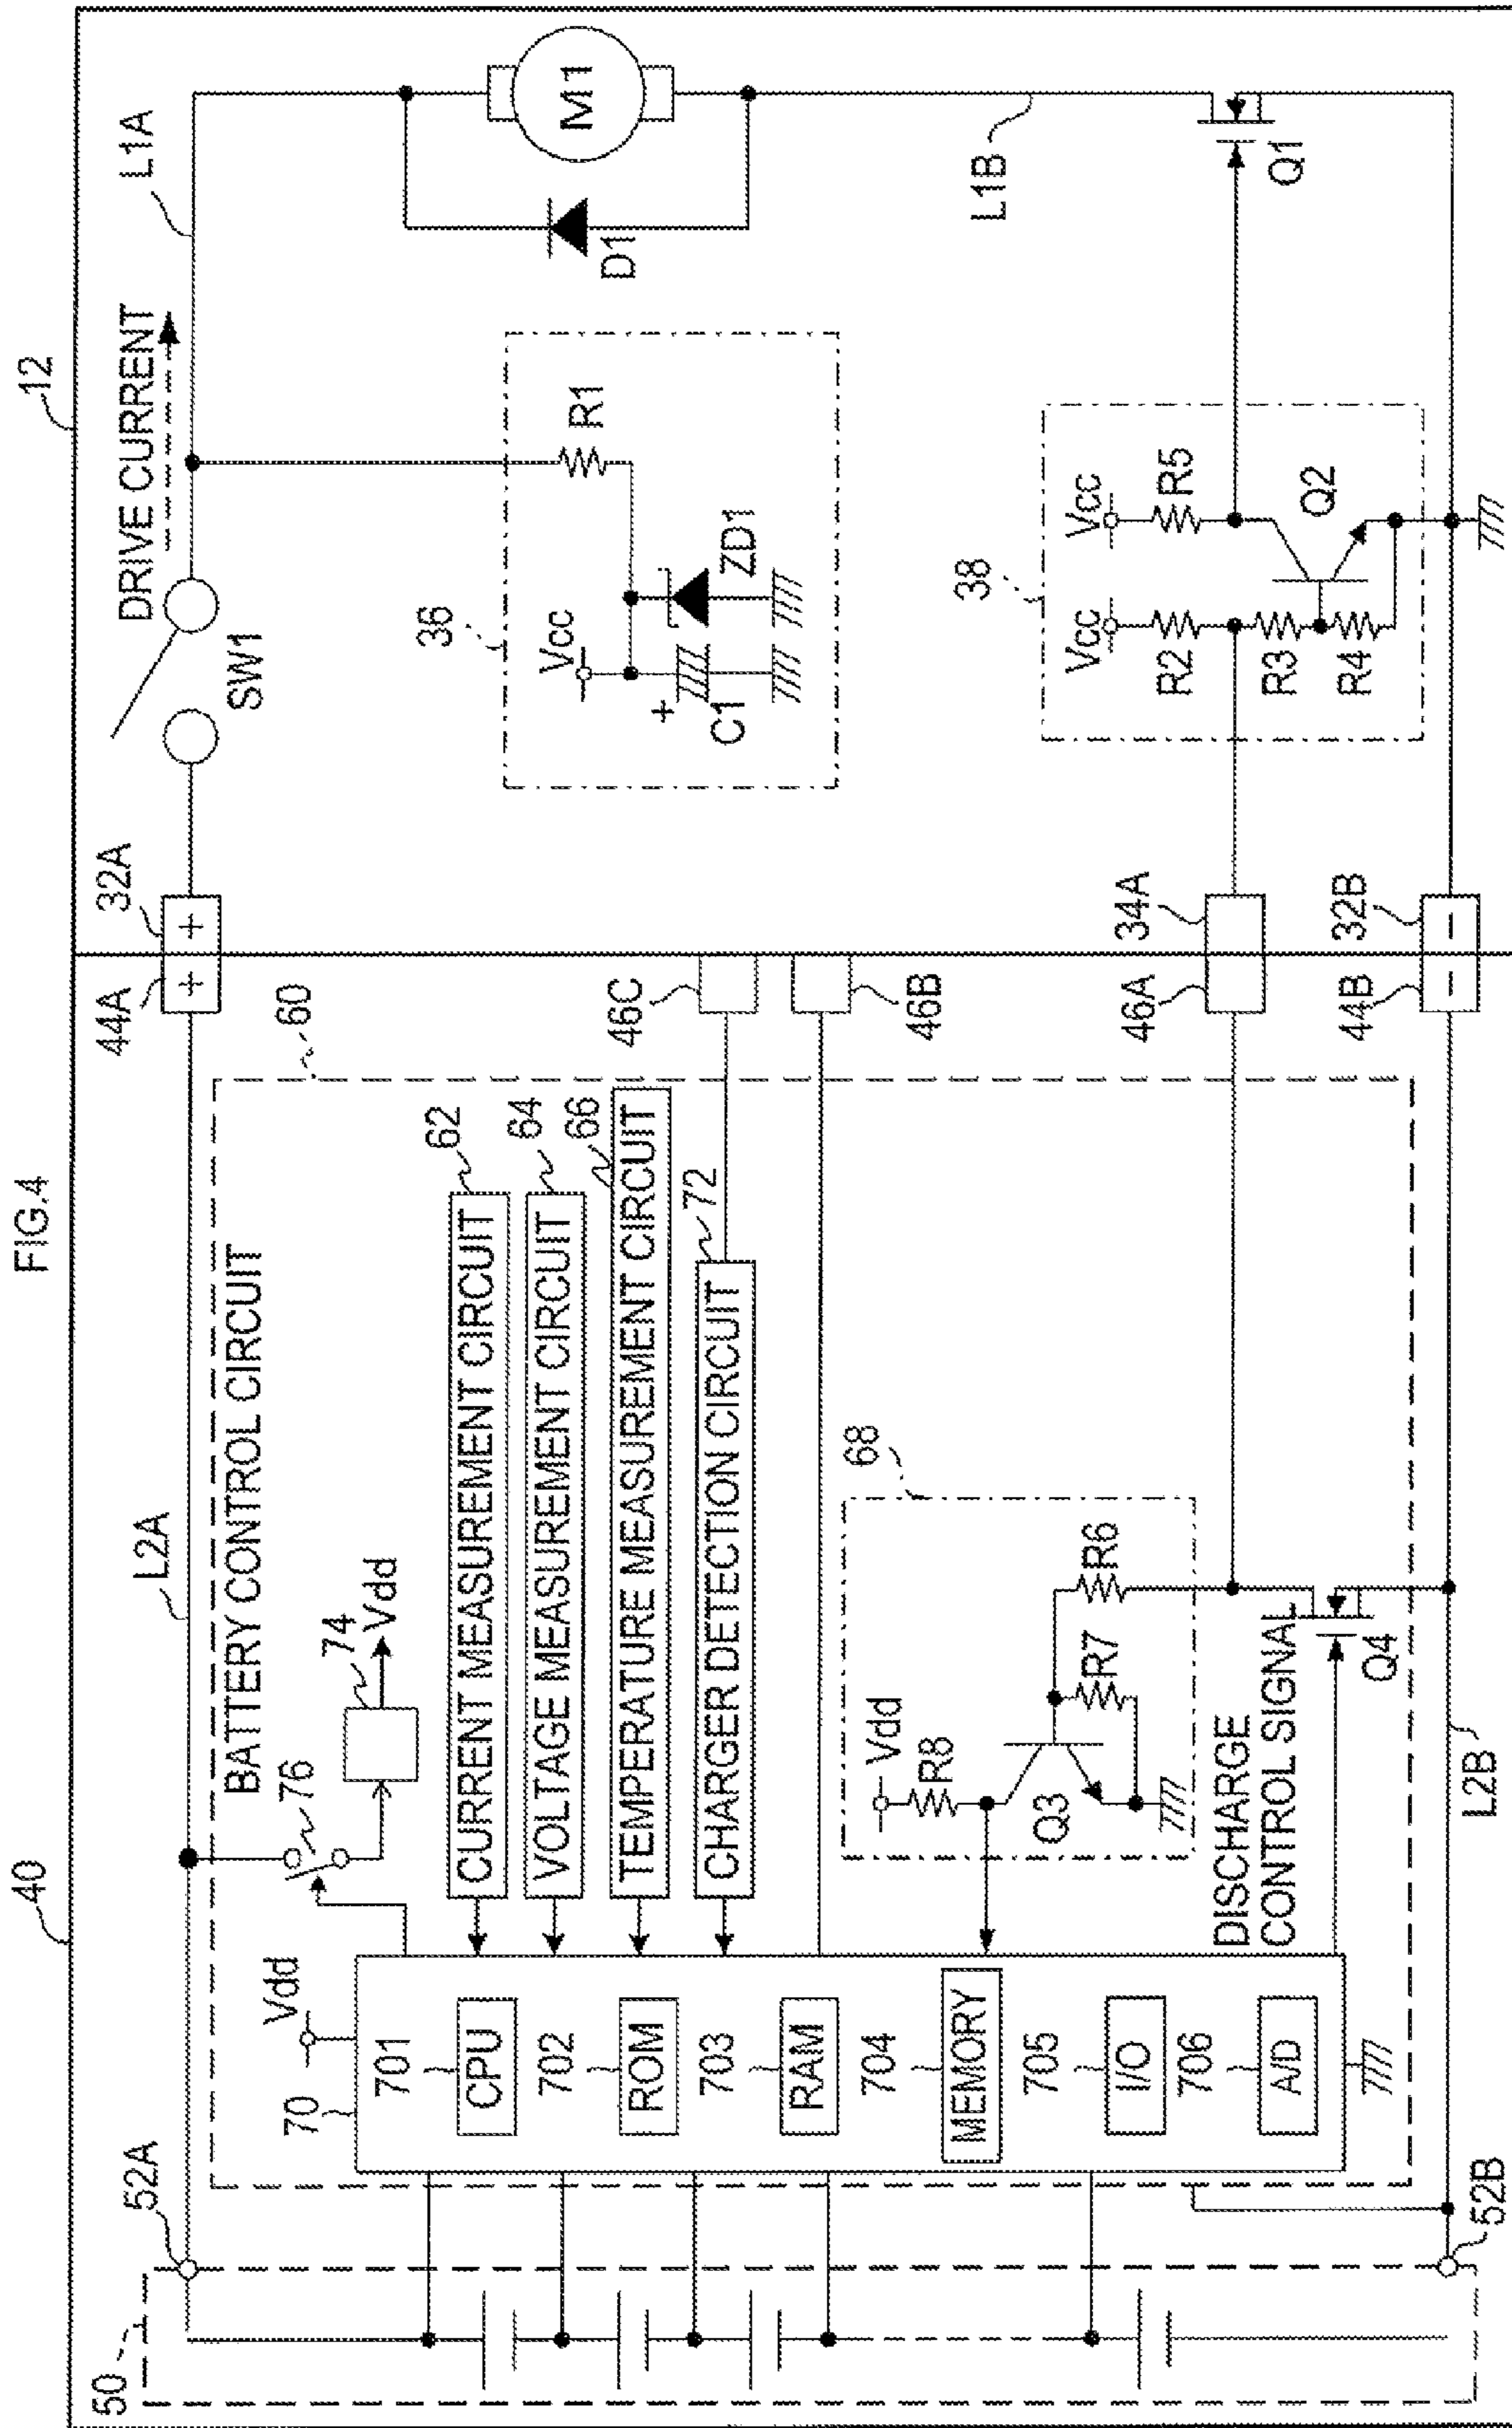 FIG.4
40
12
50
52A
L2A
44A
32A
SW1
DRIVE CURRENT
L1A
60
BATTERY CONTROL CIRCUIT
Vdd
76
74
Vdd
70
701
CPU
702
ROM
703
RAM
704
MEMORY
705
I/O
706
A/D
CURRENT MEASUREMENT CIRCUIT
62
VOLTAGE MEASUREMENT CIRCUIT
64
TEMPERATURE MEASUREMENT CIRCUIT
66
CHARGER DETECTION CIRCUIT
72
46C
46B
68
Vdd
R8
Q3
R7
R6
DISCHARGE
CONTROL SIGNAL
Q4
46A
34A
44B
32B
L2B
52B
36
Vcc
+
C1
ZD1
R1
D1
M1
L1B
Q1
38
Vcc
Vcc
R2
R3
R4
R5
Q2
+
+